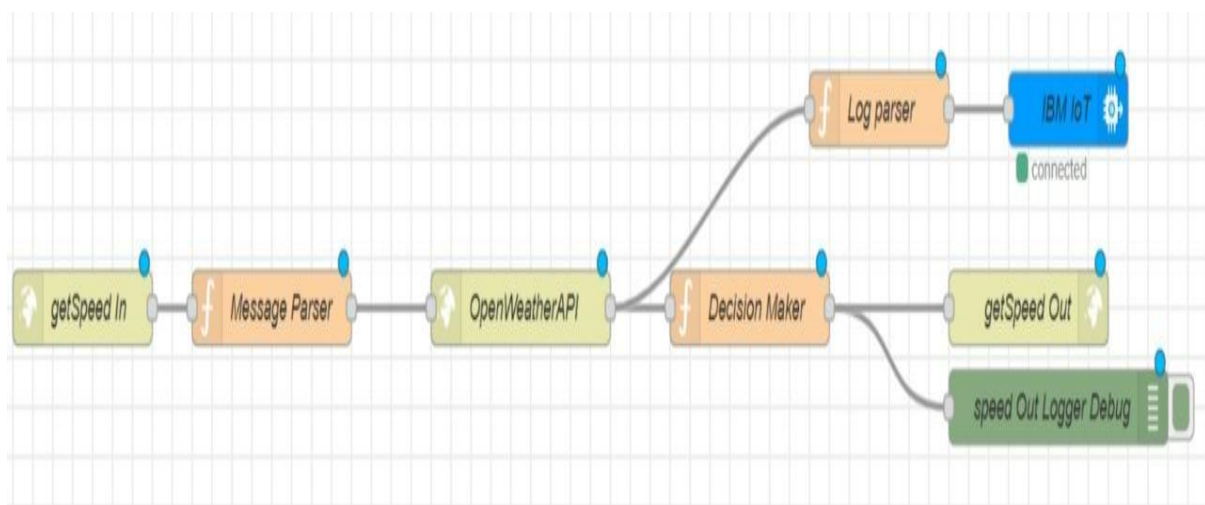 Log parser
IBM IoT
connected
getSpeed In
Message Parser
OpenWeatherAPI
Decision Maker
getSpeed Out
speed Out Logger Debug